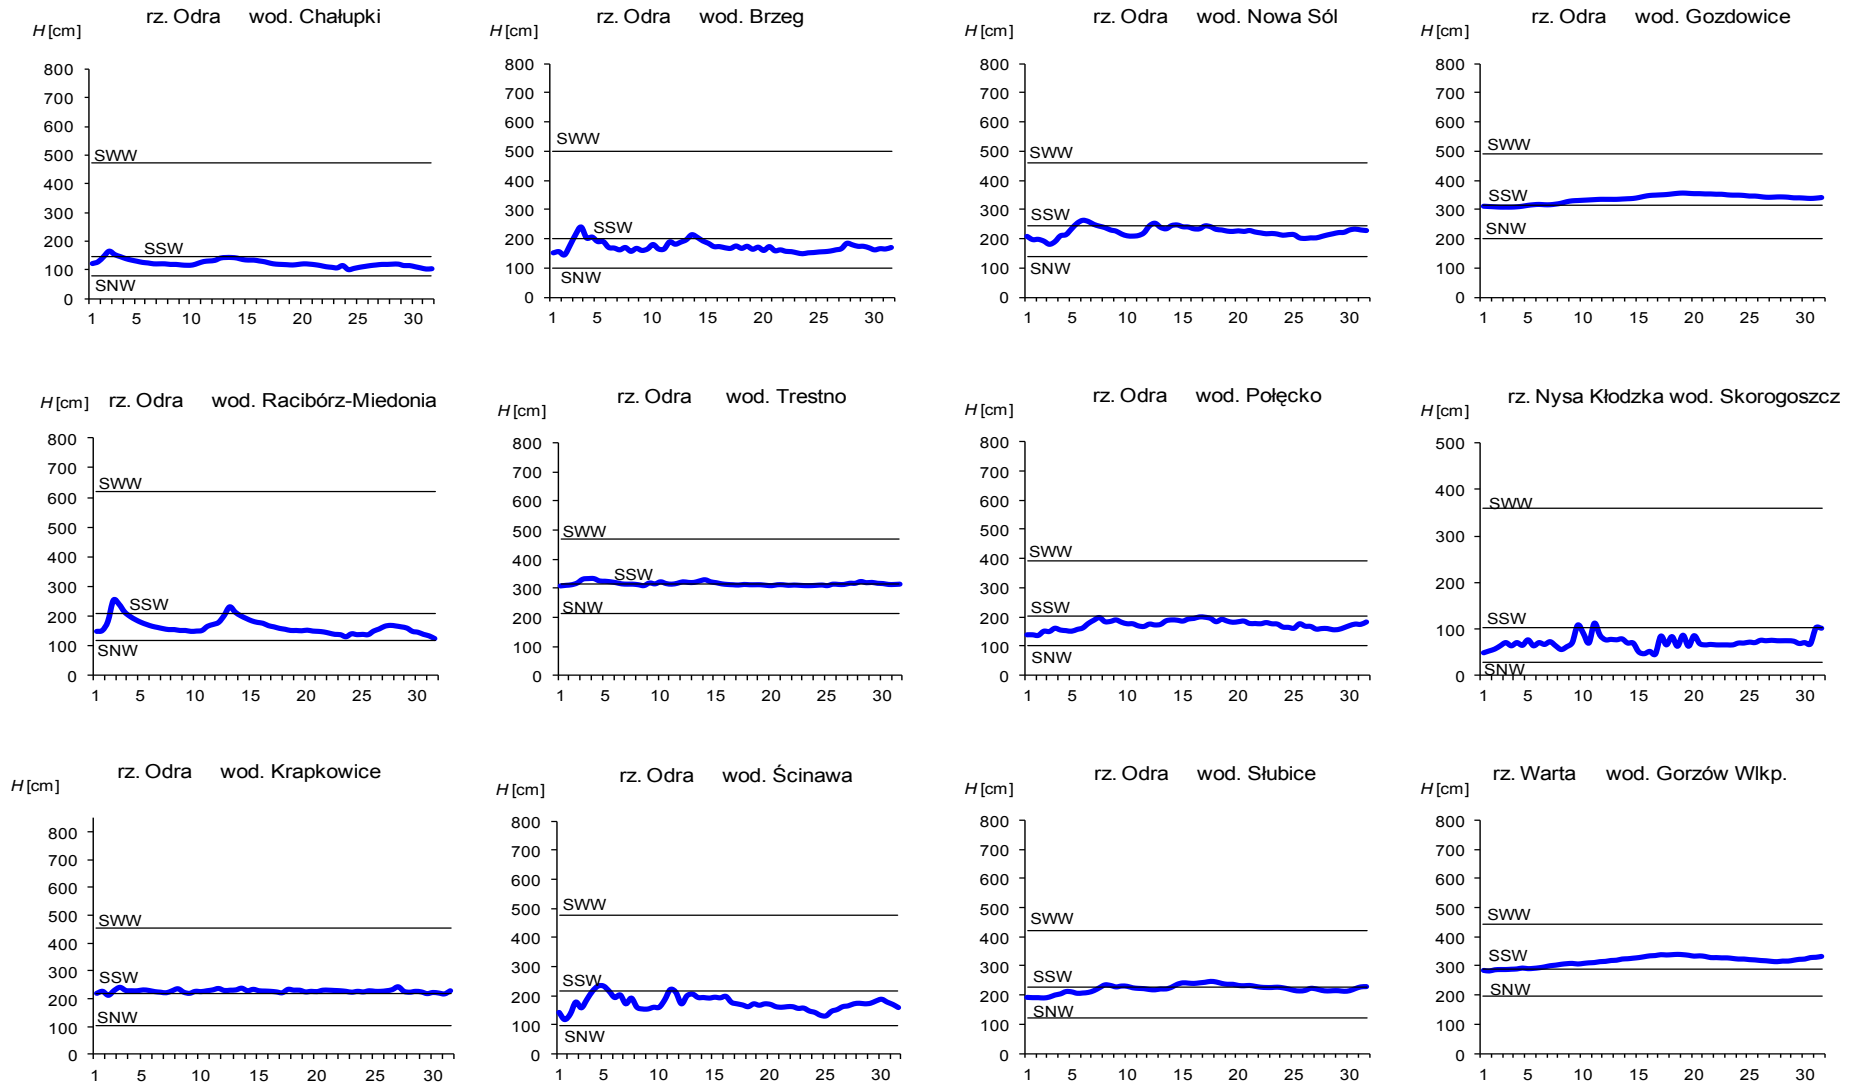 rz. Odra wod. Chałupki
H [cm]
800
700
600
500
400
300
200
100
0
SWW
SSW
SNW
1 5 10 15 20 25 30
rz. Odra wod. Brzeg
H [cm]
800
700
600
500
400
300
200
100
0
SWW
SSW
SNW
1 5 10 15 20 25 30
rz. Odra wod. Nowa Sól
H [cm]
800
700
600
500
400
300
200
100
0
SWW
SSW
SNW
1 5 10 15 20 25 30
rz. Odra wod. Gozdowice
H [cm]
800
700
600
500
400
300
200
100
0
SWW
SSW
SNW
1 5 10 15 20 25 30
H [cm] rz. Odra wod. Racibórz-Miedonia
800
700
600
500
400
300
200
100
0
SWW
SSW
SNW
1 5 10 15 20 25 30
rz. Odra wod. Trestno
H [cm]
800
700
600
500
400
300
200
100
0
SWW
SSW
SNW
1 5 10 15 20 25 30
rz. Odra wod. Połęcko
H [cm]
800
700
600
500
400
300
200
100
0
SWW
SSW
SNW
1 5 10 15 20 25 30
rz. Nysa Kłodzka wod. Skorogoszcz
H [cm]
500
400
300
200
100
0
SWW
SSW
SNW
1 5 10 15 20 25 30
rz. Odra wod. Krapkowice
H [cm]
800
700
600
500
400
300
200
100
0
SWW
SSW
SNW
1 5 10 15 20 25 30
rz. Odra wod. Ścinawa
H [cm]
800
700
600
500
400
300
200
100
0
SWW
SSW
SNW
1 5 10 15 20 25 30
rz. Odra wod. Słubice
H [cm]
800
700
600
500
400
300
200
100
0
SWW
SSW
SNW
1 5 10 15 20 25 30
rz. Warta wod. Gorzów Wlkp.
H [cm]
800
700
600
500
400
300
200
100
0
SWW
SSW
SNW
1 5 10 15 20 25 30